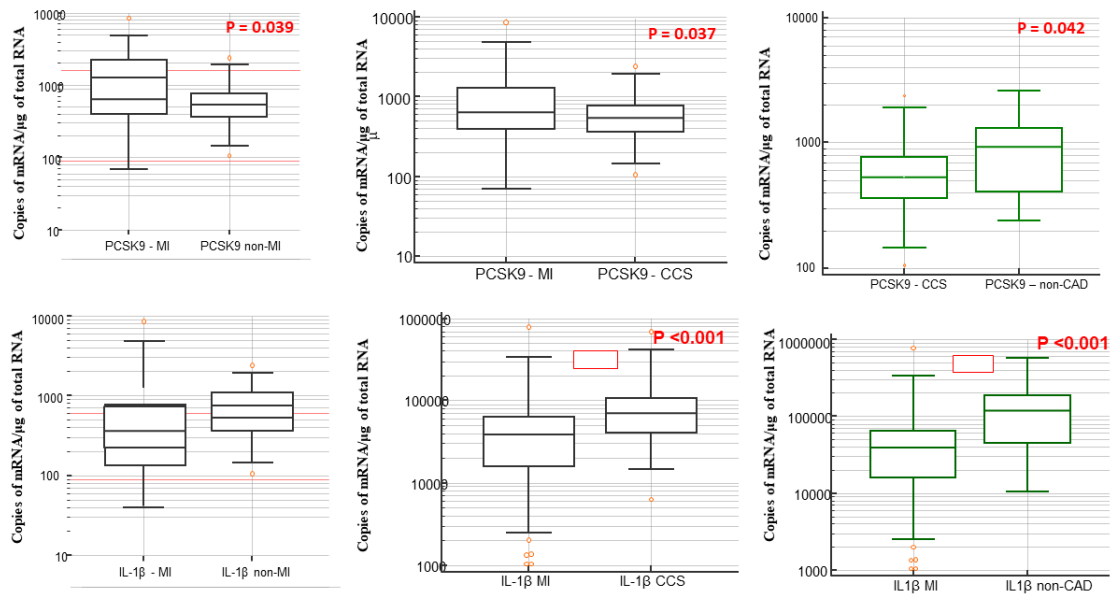 Copies of mRNA/µg of total RNA
10000
1000
100
10
P = 0.039
PCSK9 - MI
PCSK9 non-MI
Copies of mRNA/µg of total RNA
µ
10000
1000
100
10
P = 0.037
PCSK9 - MI
PCSK9 - CCS
Copies of mRNA/µg of total RNA
10000
1000
100
P = 0.042
PCSK9 - CCS
PCSK9 – non-CAD
Copies of mRNA/µg of total RNA
10000
1000
100
10
IL-1β - MI
IL-1β non-MI
Copies of mRNA/µg of total RNA
1000000
100000
10000
1000
P <0.001
IL-1β MI
IL-1β CCS
Copies of mRNA/µg of total RNA
1000000
100000
10000
1000
P <0.001
IL1β MI
IL1β non-CAD